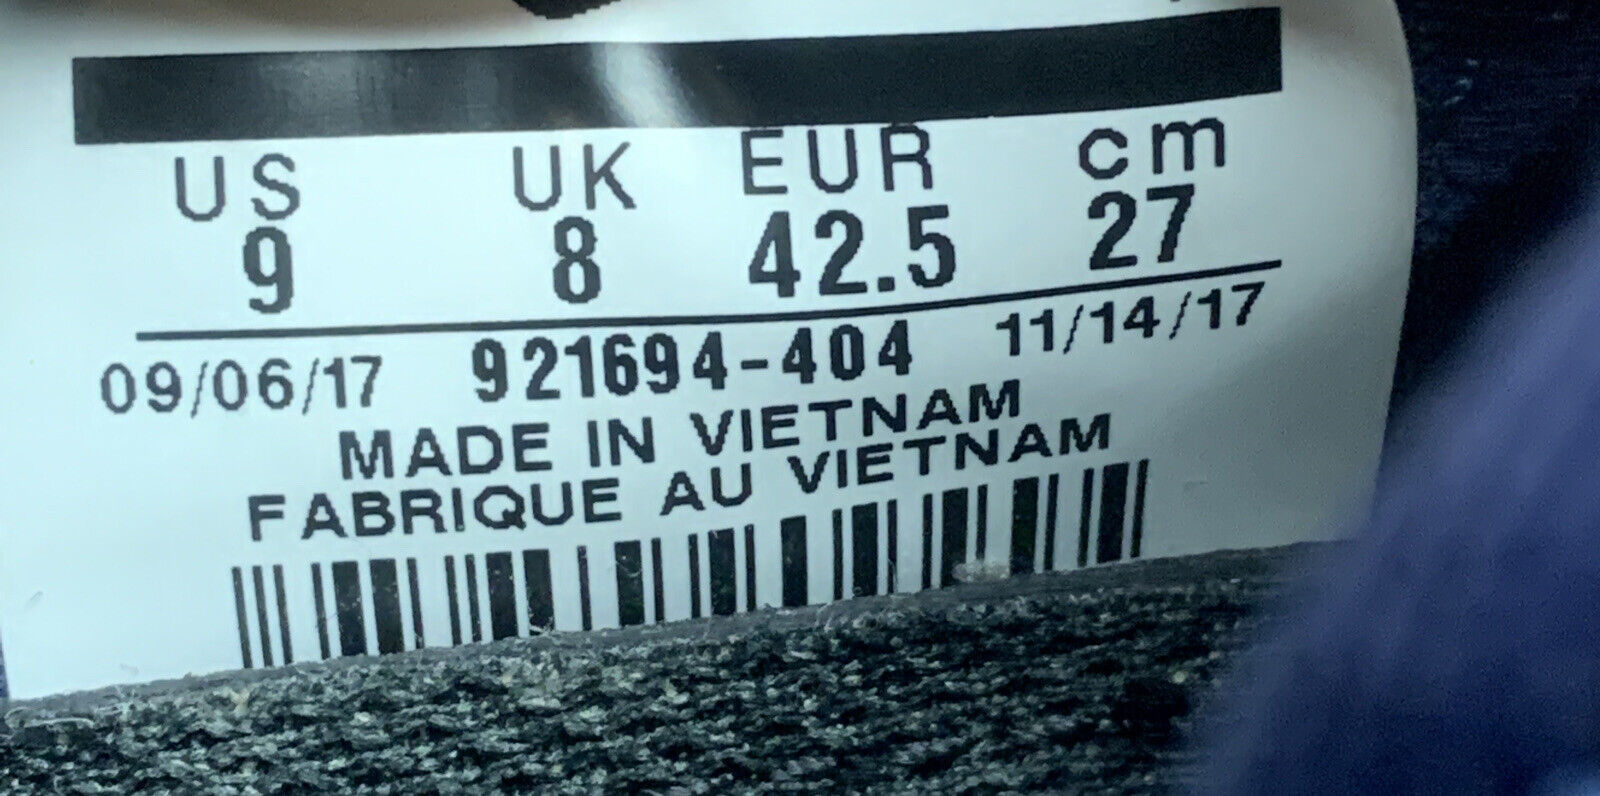 US UK EUR cm
9 8 42.5 27
09/06/17 921694-404 11/14/17
MADE IN VIETNAM
FABRIQUE AU VIETNAM